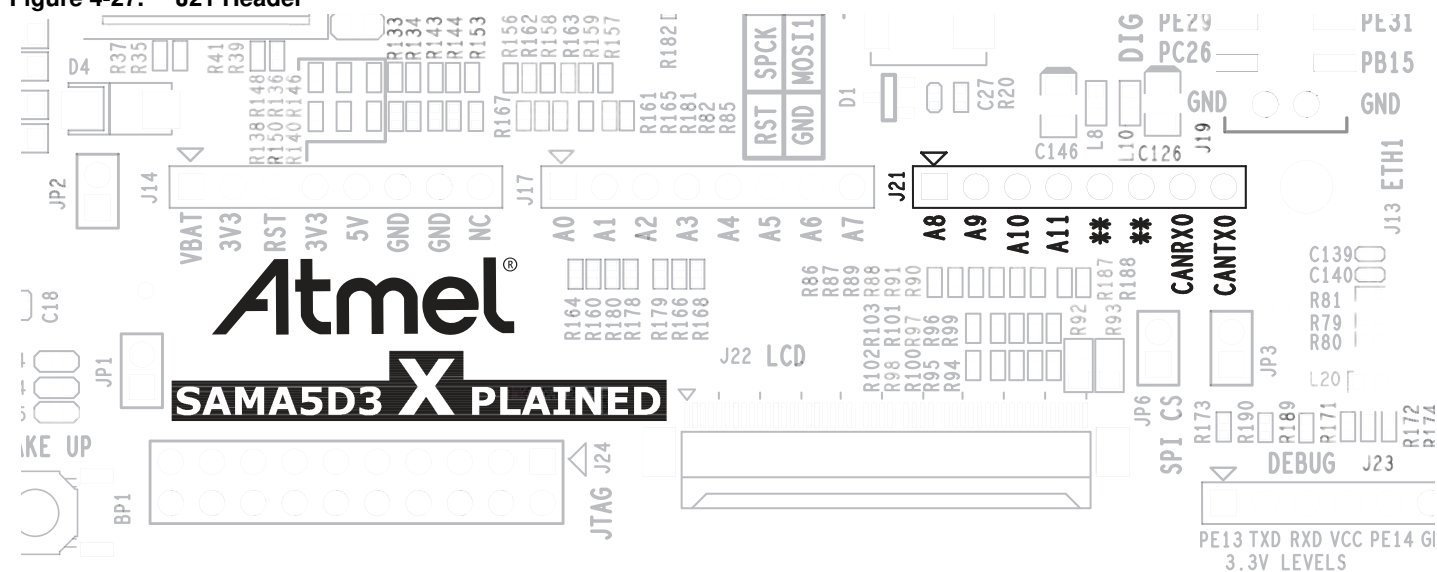 Figure 4-27. J21 Header
R37
R35
R41
R39
R133
R134
R143
R144
R153
R156
R162
R158
R163
R159
R157
R182
SPCK MOSI1
RST GND
DIG
PE29 PE31
PC26 PB15
GND GND
D4
R148
R136
R146
R138
R150
R140
R167
R161
R165
R181
R82
R85
D1
C27
R20
C146
L8
L10
C126
J19
JP2
J14
VBAT
3V3
RST
3V3
5V
GND
GND
NC
J17
A0
A1
A2
A3
A4
A5
A6
A7
J21
A8
A9
A10
A11
**
**
CANRX0
CANTX0
J13 ETH1
C139
C140
R81
R79
R80
L20
C18
JP1
Atmel®
SAMA5D3 XPLAINED
R164
R160
R180
R178
R179
R166
R168
R86
R87
R89
R88
R91
R90
R187
R188
R103
R101
R97
R96
R99
R102
R98
R100
R95
R94
R92
R93
J22 LCD
JP6
SPI CS
JP3
R173
R190
R189
R171
R172
R174
AKE UP
BP1
J24
JTAG
DEBUG J23
PE13 TXD RXD VCC PE14
3.3V LEVELS